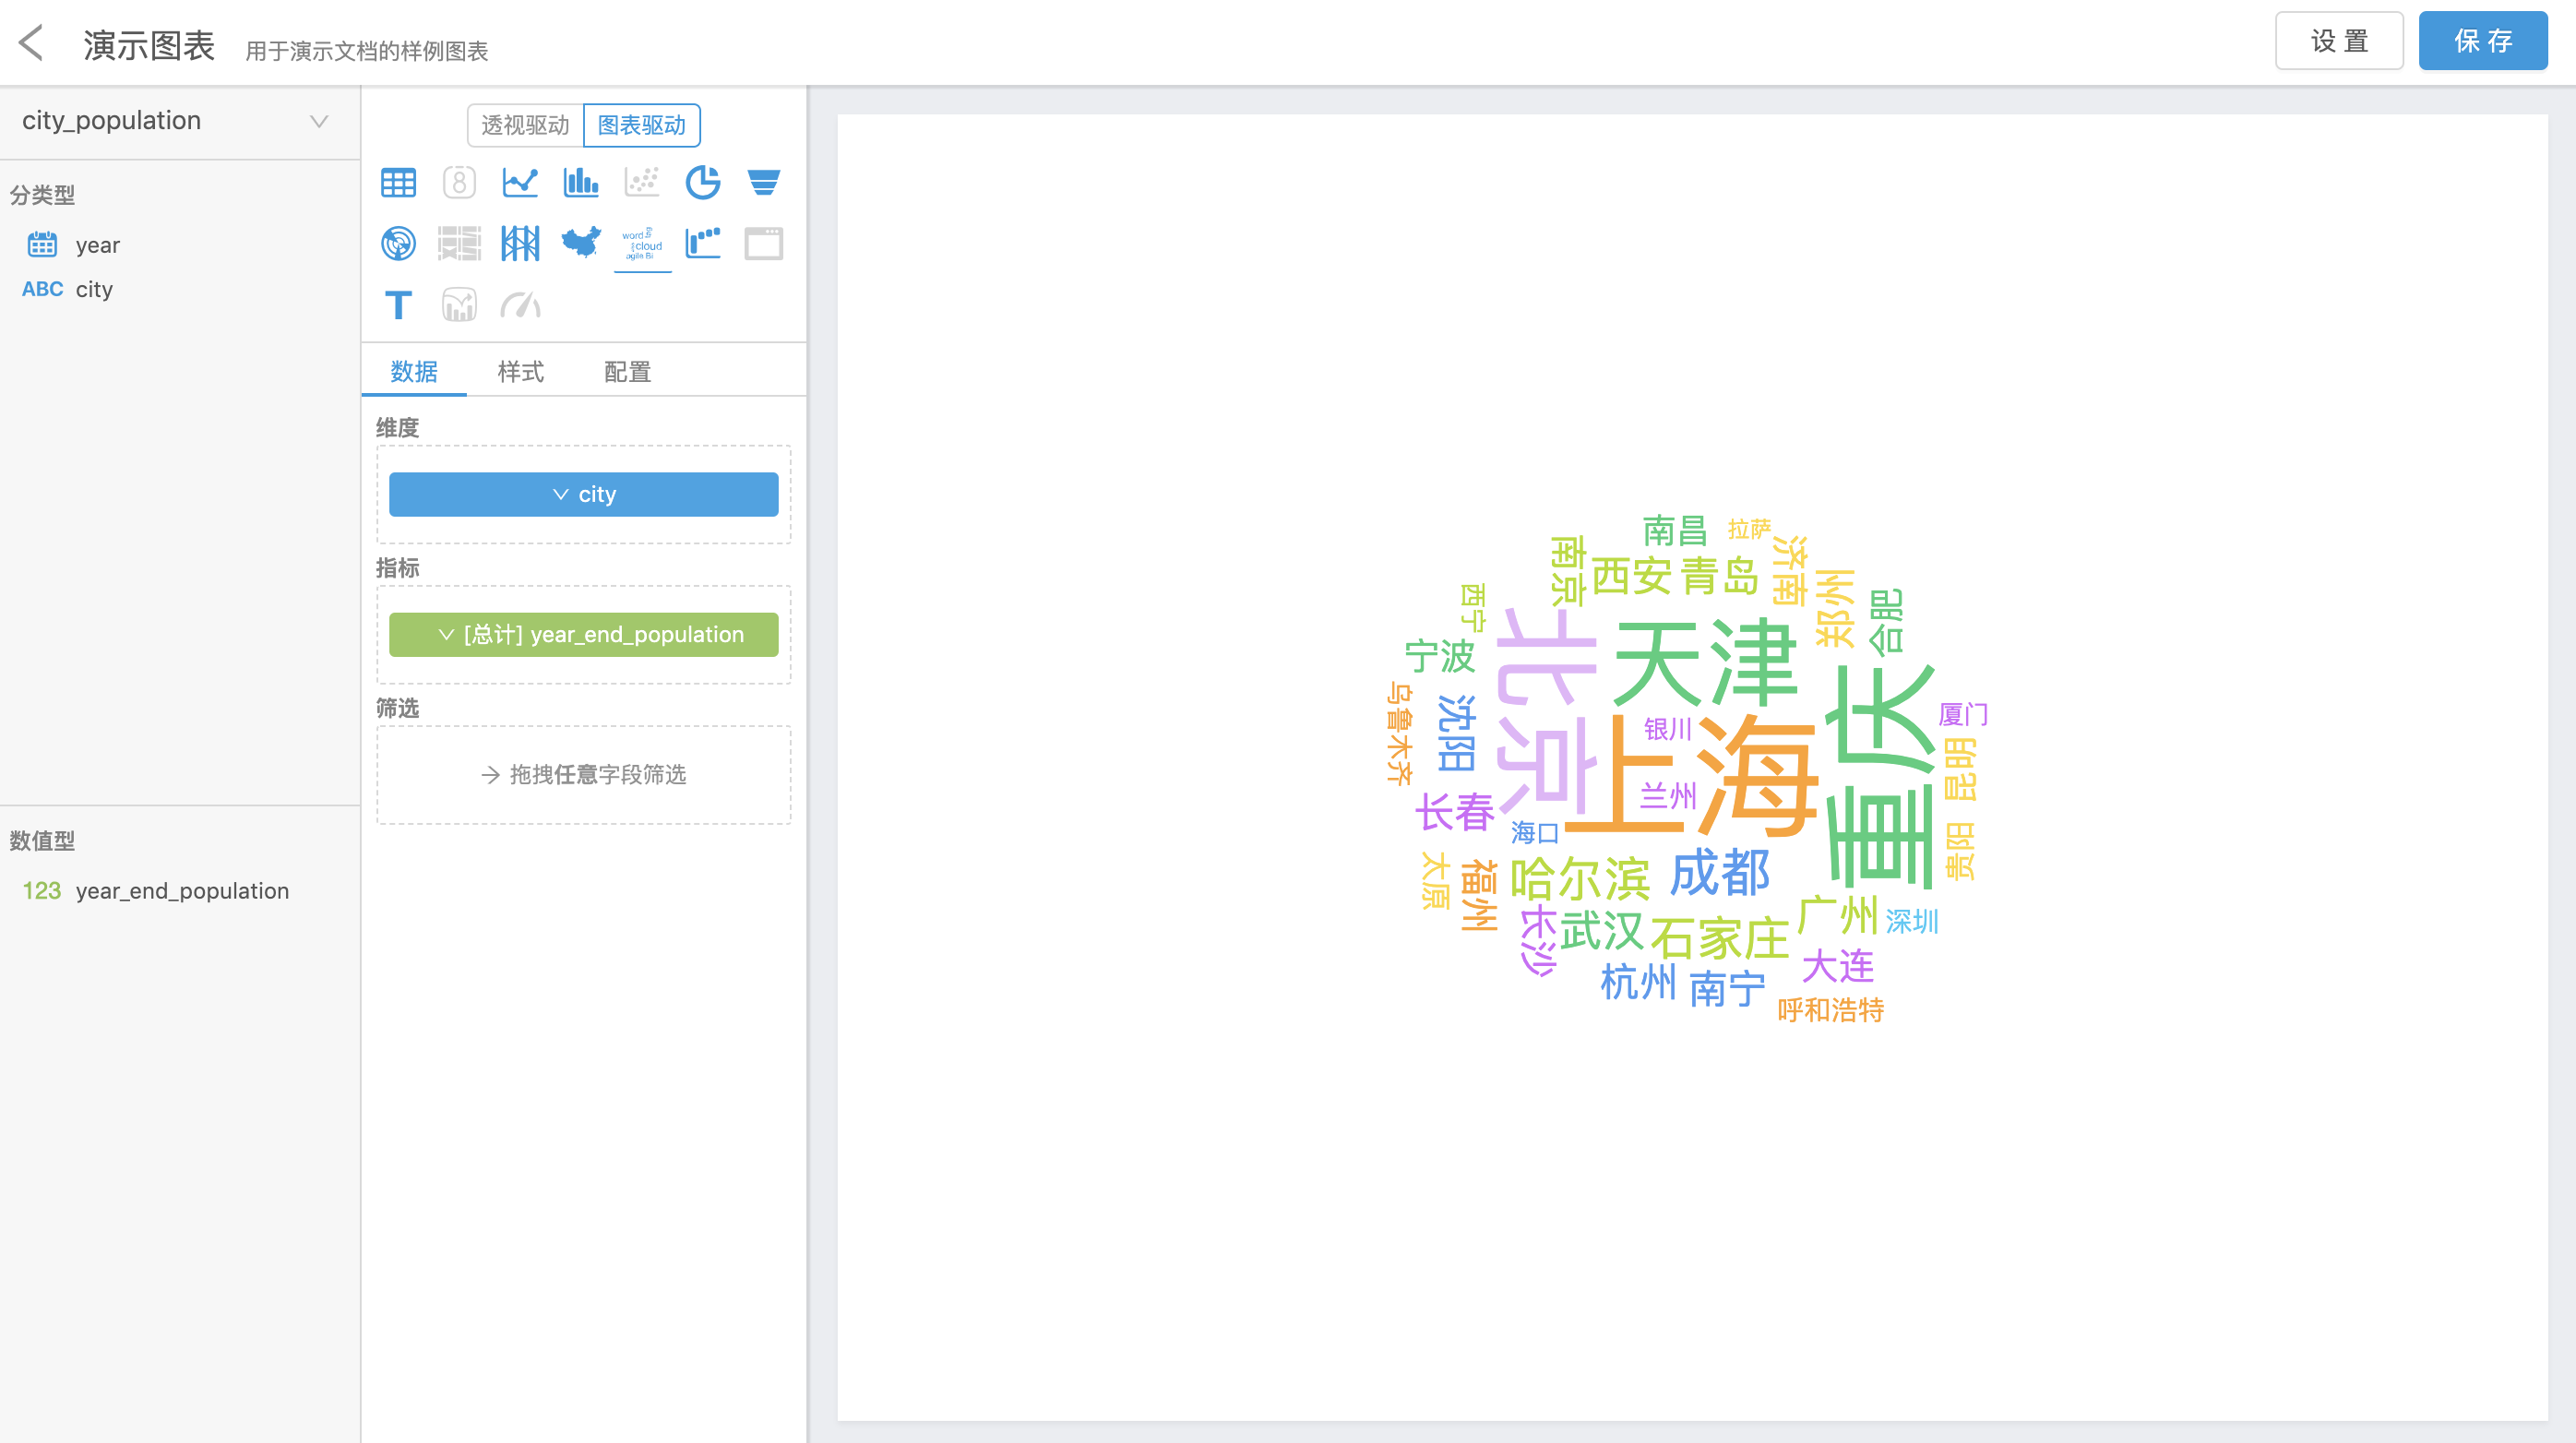 演示图表 用于演示文档的样例图表
设 置
保 存
city_population
分类型
year
ABC city
数值型
123 year_end_population
透视驱动
图表驱动
8
word
cloud
agile BI
T
数据
样式
配置
维度
city
指标
[总计] year_end_population
筛选
拖拽任意字段筛选
南昌
拉萨
南京
西安
青岛
济南
郑州
合肥
西宁
宁波
北京
天津
重庆
乌鲁木齐
沈阳
银川
上海
厦门
昆明
兰州
长春
海口
贵阳
太原
福州
哈尔滨
成都
长沙
武汉
石家庄
广州
深圳
大连
杭州
南宁
呼和浩特